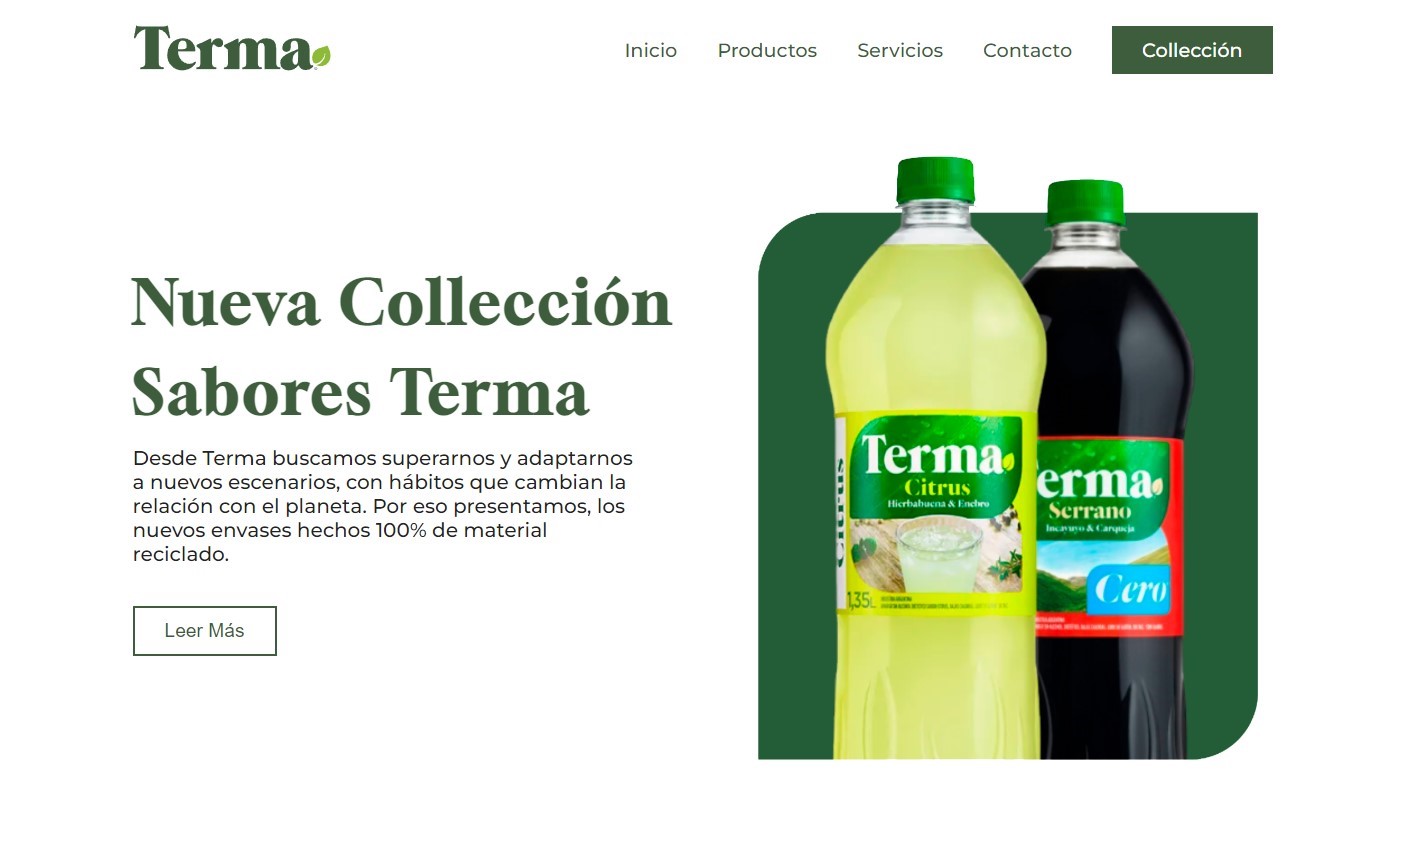 Terma
Inicio Productos Servicios Contacto Collección
Nueva Collección
Sabores Terma
Desde Terma buscamos superarnos y adaptarnos
a nuevos escenarios, con hábitos que cambian la
relación con el planeta. Por eso presentamos, los
nuevos envases hechos 100% de material
reciclado.
Leer Más
Citrus
Terma
Citrus
Hierbabuena & Enebro
1,35L
erma
Serrano
Incayuyo & Carqueja
Cero